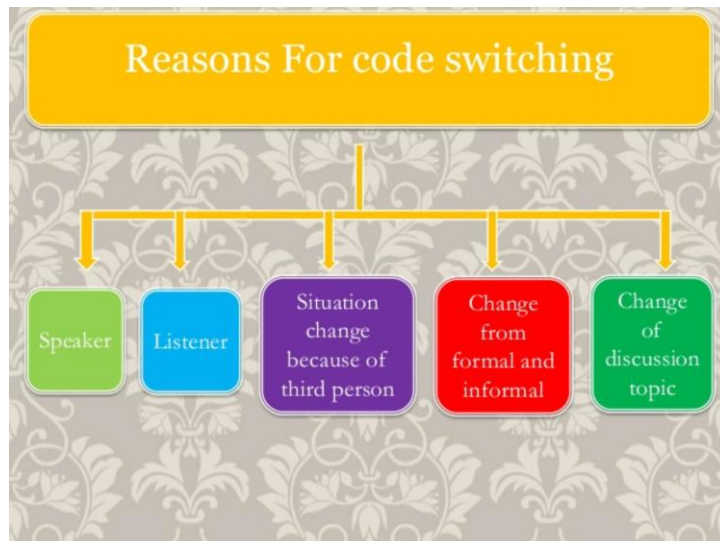 Reasons For code switching
Speaker
Listener
Situation
change
because of
third person
Change
from
formal and
informal
Change
of
discussion
topic